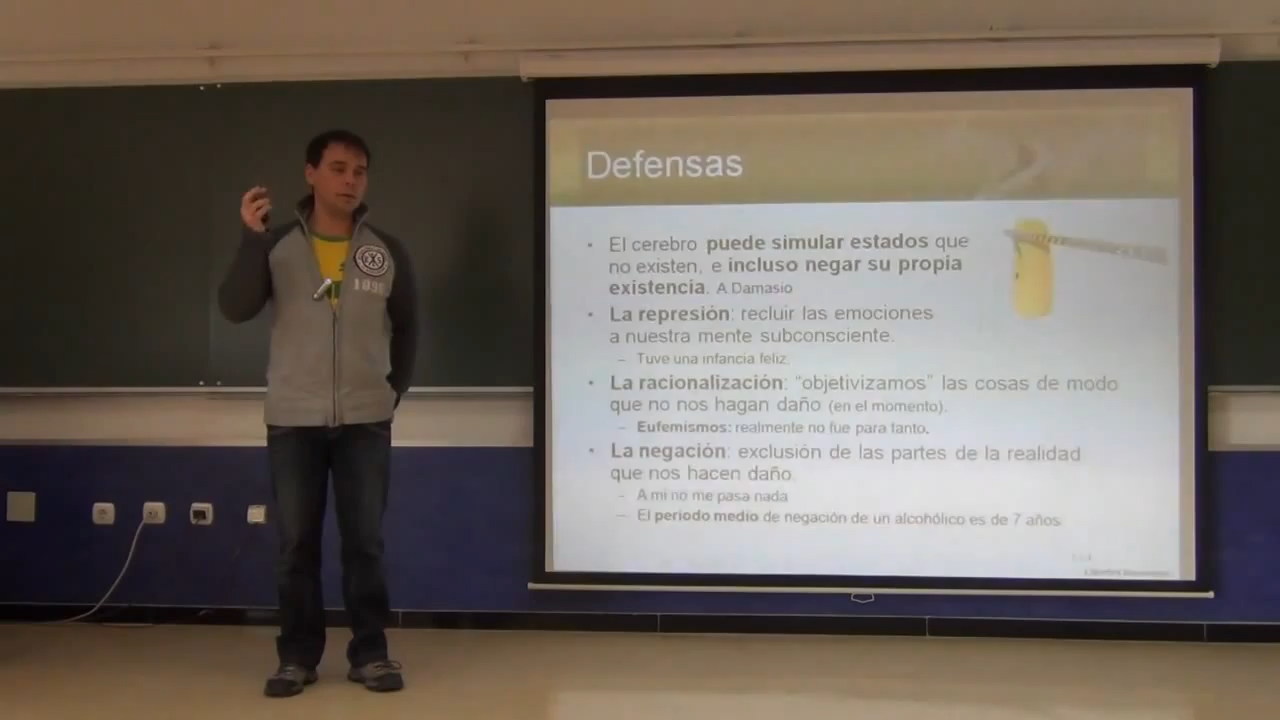 Defensas
• El cerebro puede simular estados que
no existen, e incluso negar su propia
existencia. A Damasio
• La represión: recluir las emociones
a nuestra mente subconsciente.
– Tuve una infancia feliz.
• La racionalización: “objetivizamos” las cosas de modo
que no nos hagan daño (en el momento).
– Eufemismos: realmente no fue para tanto.
• La negación: exclusión de las partes de la realidad
que nos hacen daño.
– A mi no me pasa nada
– El periodo medio de negación de un alcohólico es de 7 años